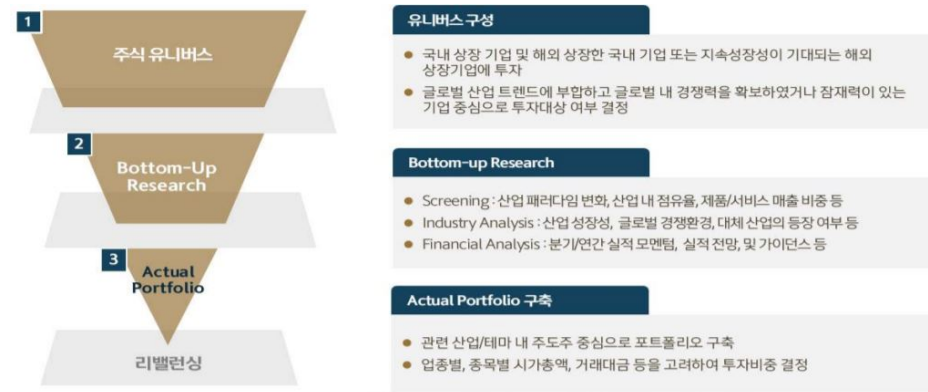 1
주식 유니버스
유니버스 구성
● 국내 상장 기업 및 해외 상장한 국내 기업 또는 지속성장성이 기대되는 해외
상장기업에 투자
● 글로벌 산업 트렌드에 부합하고 글로벌 내 경쟁력을 확보하였거나 잠재력이 있는
기업 중심으로 투자대상 여부 결정
2
Bottom-Up
Research
Bottom-up Research
● Screening : 산업 패러다임 변화, 산업 내 점유율, 제품/서비스 매출 비중 등
● Industry Analysis : 산업 성장성, 글로벌 경쟁환경, 대체 산업의 등장 여부 등
● Financial Analysis : 분기/연간 실적 모멘텀, 실적 전망, 및 가이던스 등
3
Actual
Portfolio
리밸런싱
Actual Portfolio 구축
● 관련 산업/테마 내 주도주 중심으로 포트폴리오 구축
● 업종별, 종목별 시가총액, 거래대금 등을 고려하여 투자비중 결정